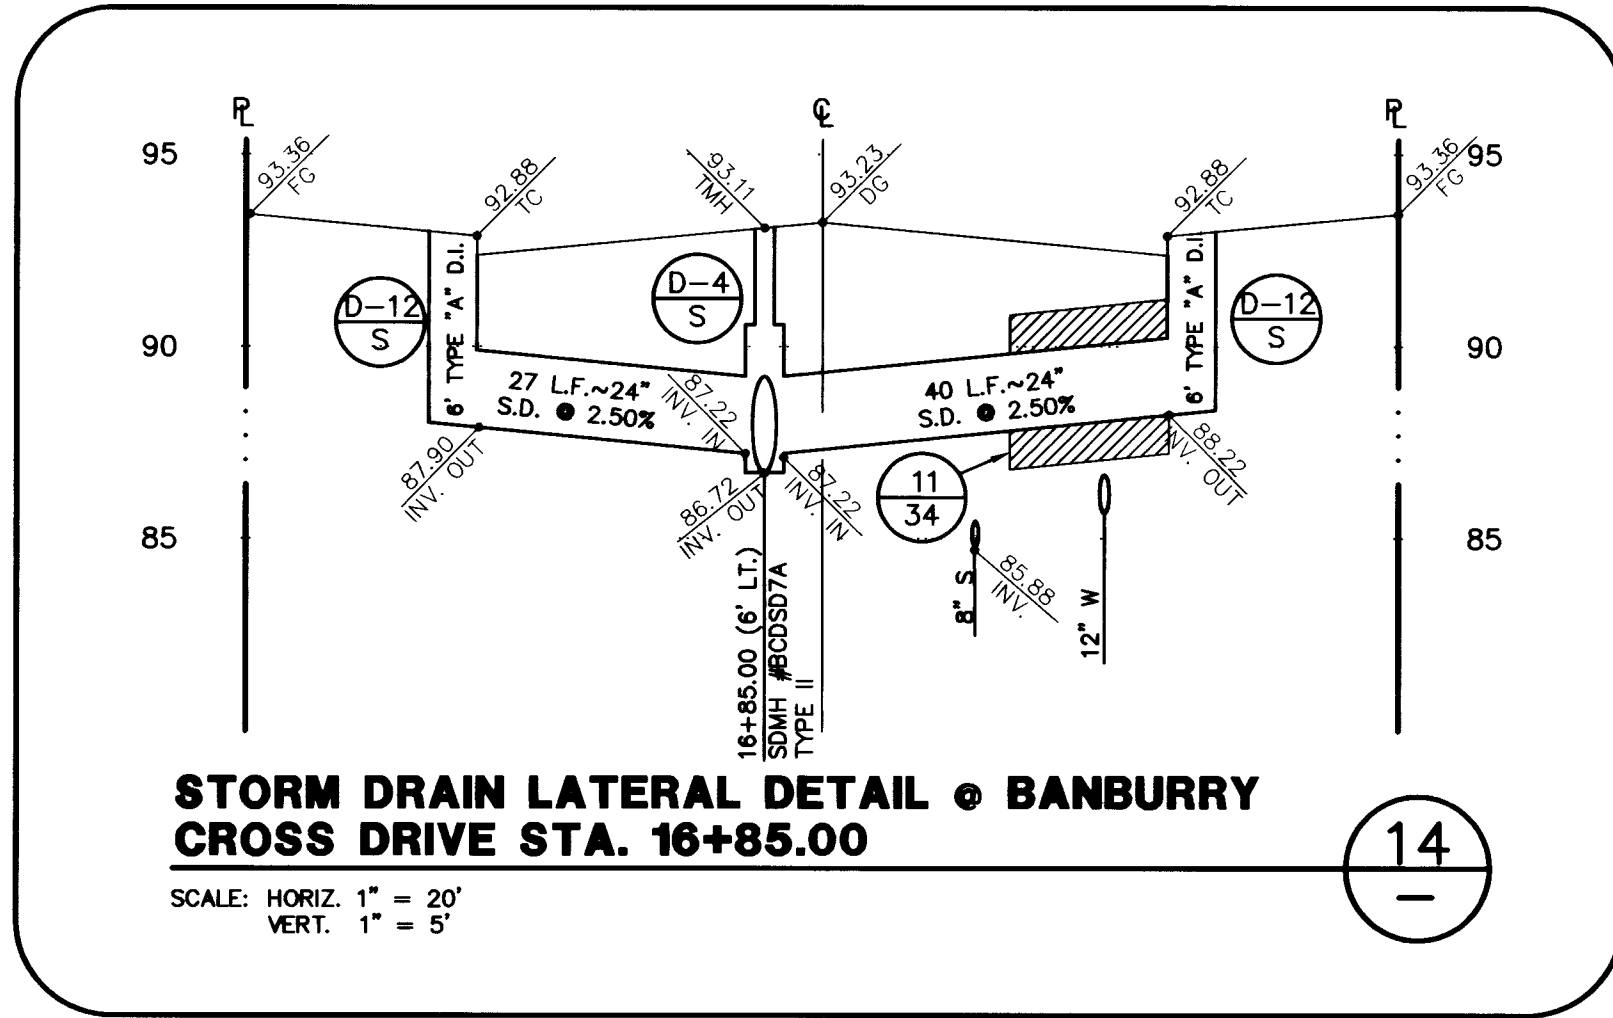 PL
CL
PL
95
95
93.36
FG
92.88
TC
93.11
TMH
93.23
DG
92.88
TC
93.36
FG
D-12
S
6' TYPE "A" D.I.
D-4
S
6' TYPE "A" D.I.
D-12
S
90
90
27 L.F.~24"
S.D. @ 2.50%
40 L.F.~24"
S.D. @ 2.50%
87.22
INV. IN
87.90
INV. OUT
86.72
INV. OUT
87.22
INV. IN
11
34
88.22
INV. OUT
85
85
8" S
85.88
INV.
12" W
16+85.00 (6' LT.)
SDMH #BCDSD7A
TYPE II
STORM DRAIN LATERAL DETAIL @ BANBURRY
CROSS DRIVE STA. 16+85.00
14
–
SCALE: HORIZ. 1" = 20'
VERT. 1" = 5'